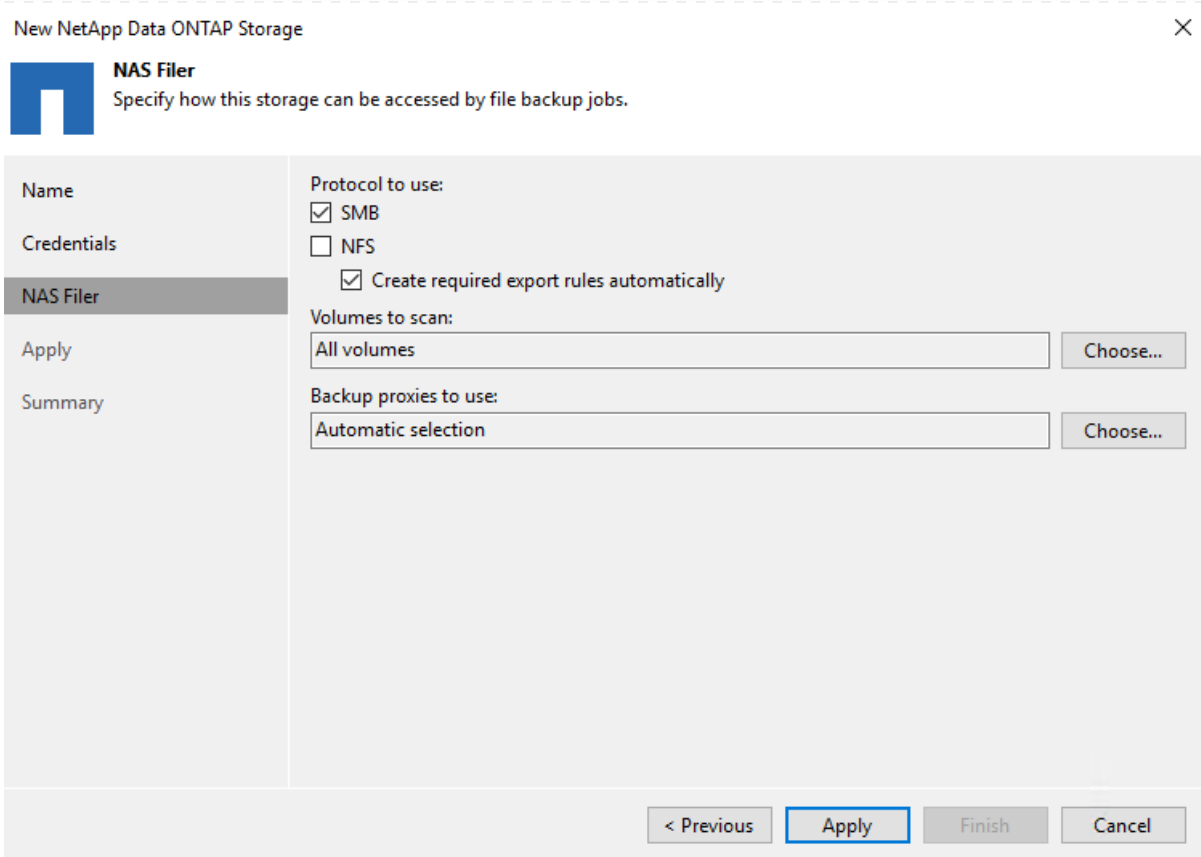 New NetApp Data ONTAP Storage
NAS Filer
Specify how this storage can be accessed by file backup jobs.
Name
Credentials
NAS Filer
Apply
Summary
Protocol to use:
SMB
NFS
Create required export rules automatically
Volumes to scan:
All volumes
Choose...
Backup proxies to use:
Automatic selection
Choose...
< Previous
Apply
Finish
Cancel